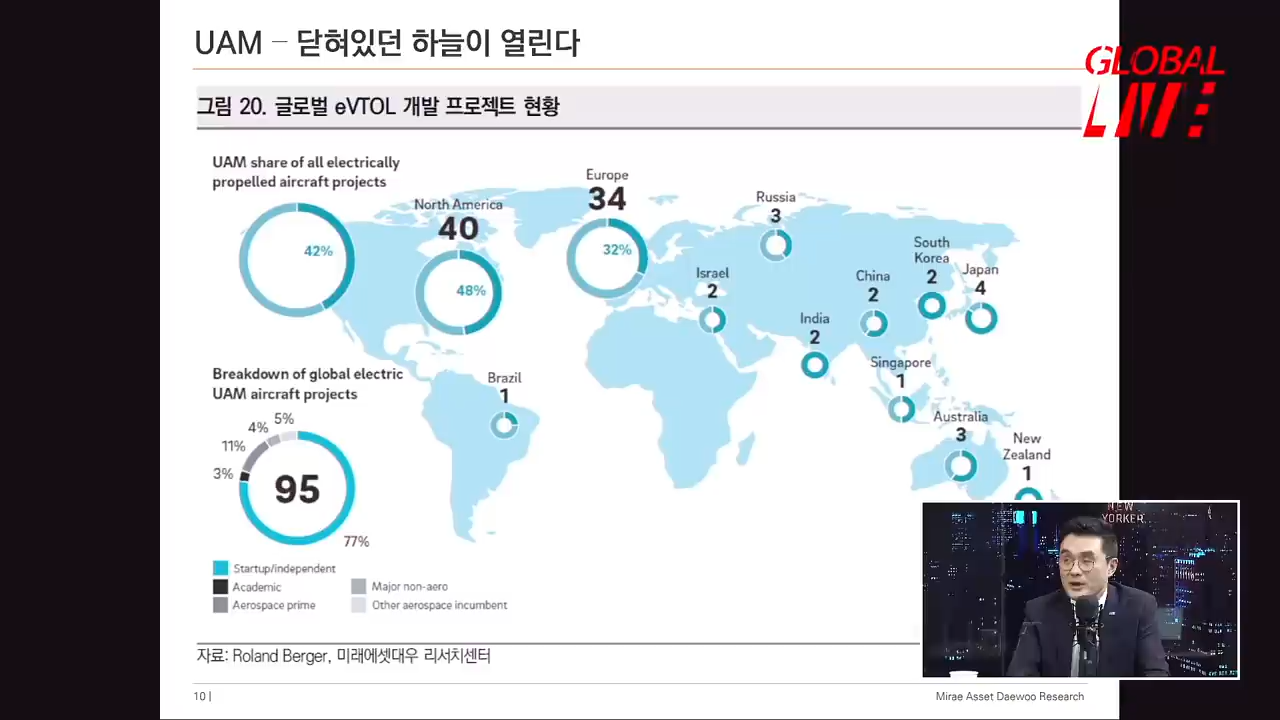 UAM – 닫혀있던 하늘이 열린다
GLOBAL
LIVE
그림 20. 글로벌 eVTOL 개발 프로젝트 현황
UAM share of all electrically
propelled aircraft projects
42%
North America
40
48%
Europe
34
32%
Russia
3
Israel
2
India
2
China
2
South
Korea
2
Japan
4
Singapore
1
Brazil
1
Australia
3
New
Zealand
1
Breakdown of global electric
UAM aircraft projects
5%
4%
11%
3%
95
77%
Startup/independent
Academic
Major non-aero
Aerospace prime
Other aerospace incumbent
NEW
YORKER
자료: Roland Berger, 미래에셋대우 리서치센터
10 |
Mirae Asset Daewoo Research